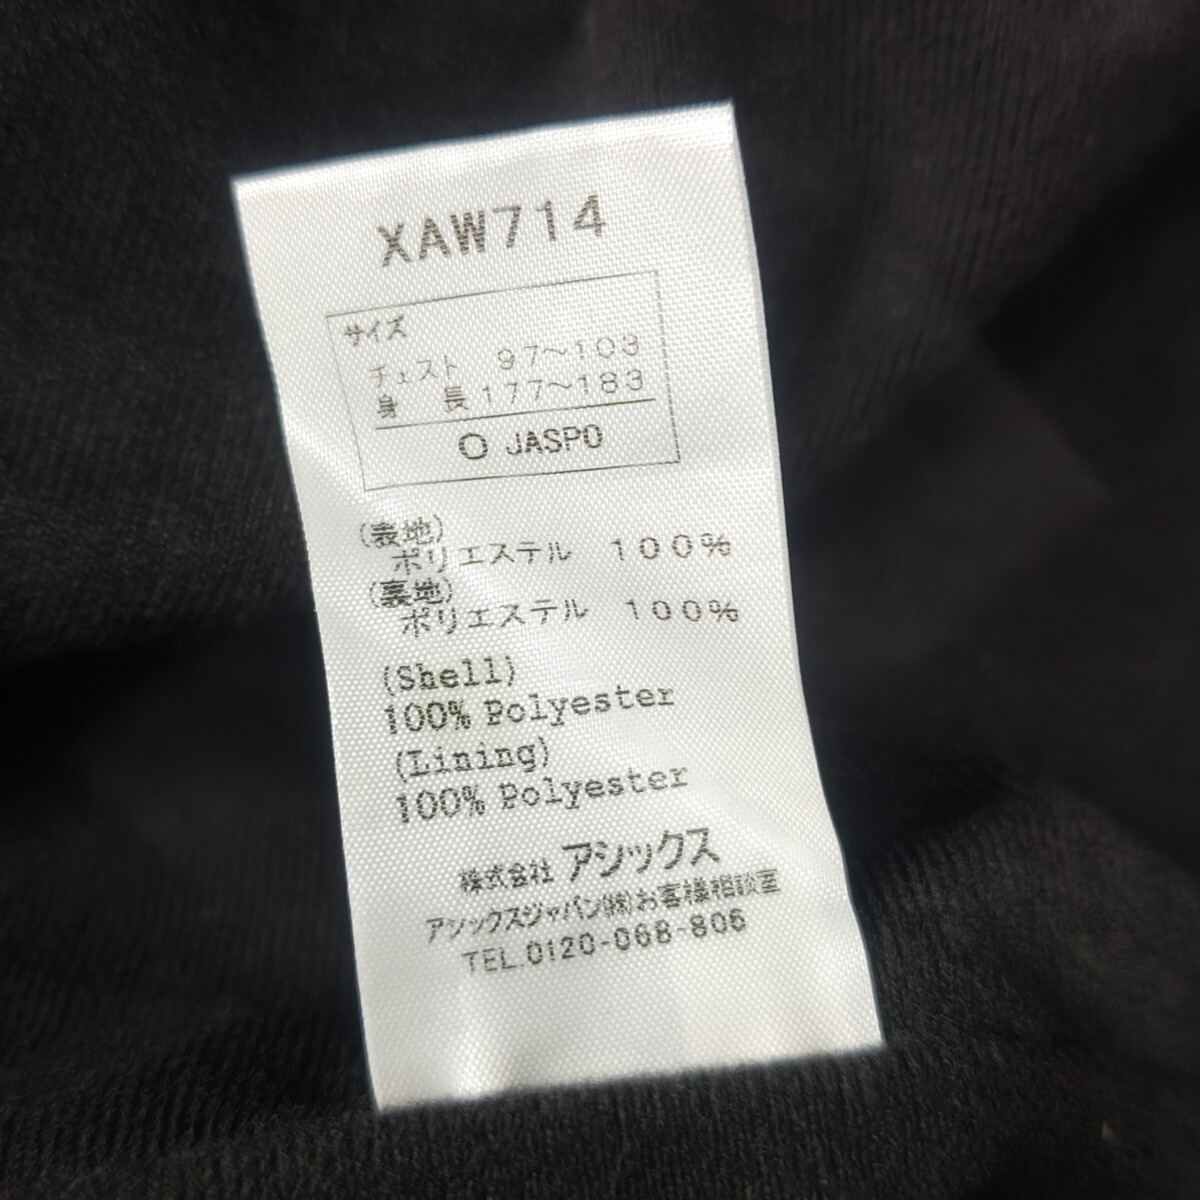 XAW714
サイズ
チェスト 97～103
身 長 177～183
O JASPO
(表地)
ポリエステル 100%
(裏地)
ポリエステル 100%
(Shell)
100% Polyester
(Lining)
100% Polyester
株式会社 アシックス
アシックスジャパン(株)お客様相談室
TEL.0120-068-806